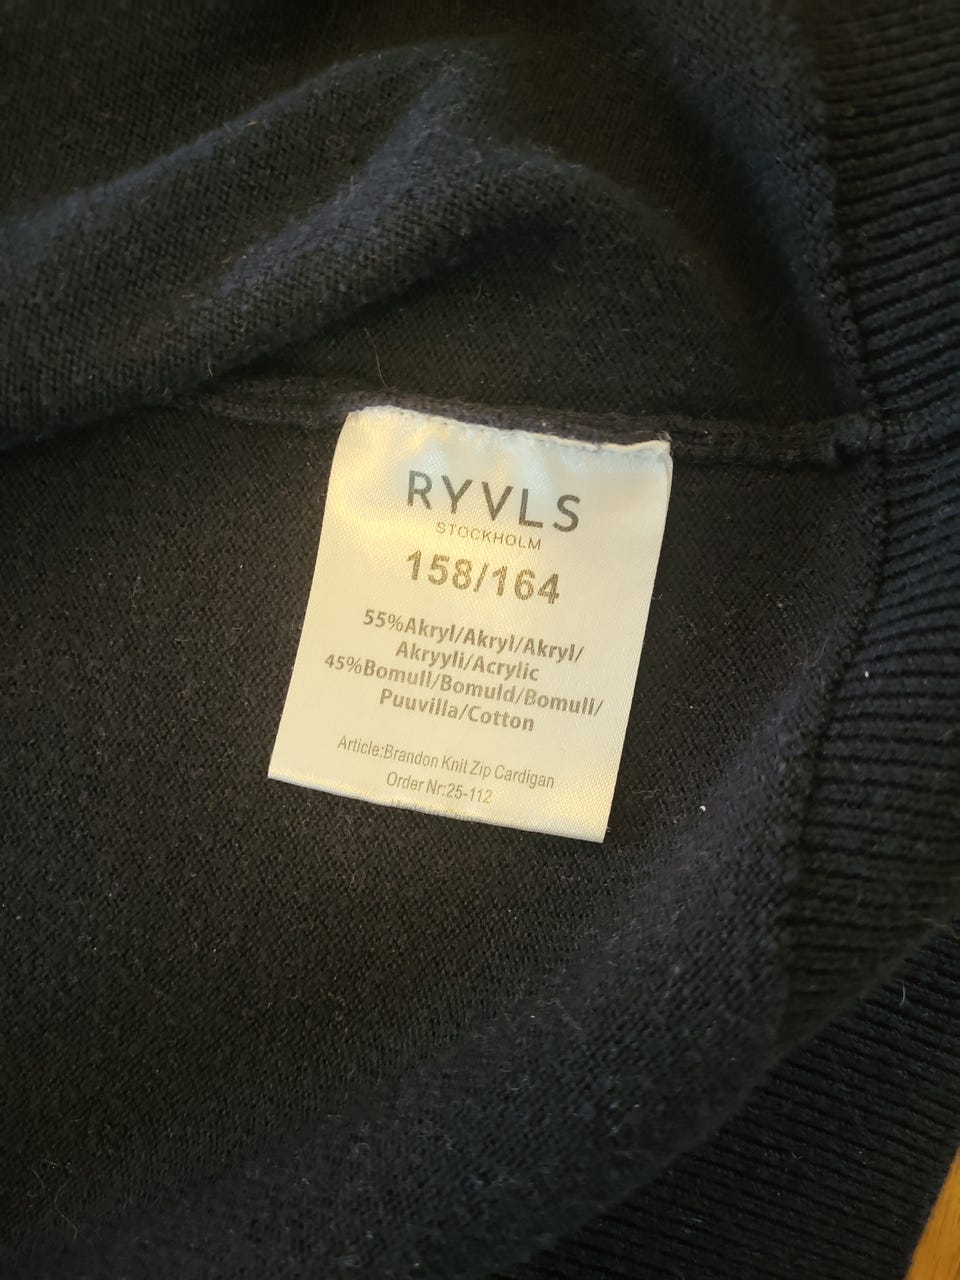 RYVLS
STOCKHOLM
158/164
55%Akryl/Akryl/Akryl/
Akryyli/Acrylic
45%Bomull/Bomuld/Bomull/
Puuvilla/Cotton
Article:Brandon Knit Zip Cardigan
Order Nr:25-112